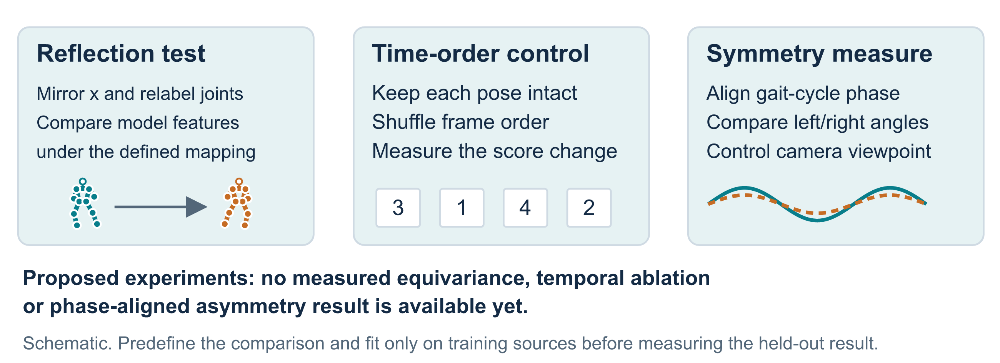 Reflection test
Mirror x and relabel joints
Compare model features
under the defined mapping
Time-order control
Keep each pose intact
Shuffle frame order
Measure the score change
3 1 4 2
Symmetry measure
Align gait-cycle phase
Compare left/right angles
Control camera viewpoint
Proposed experiments: no measured equivariance, temporal ablation
or phase-aligned asymmetry result is available yet.
Schematic. Predefine the comparison and fit only on training sources before measuring the held-out result.